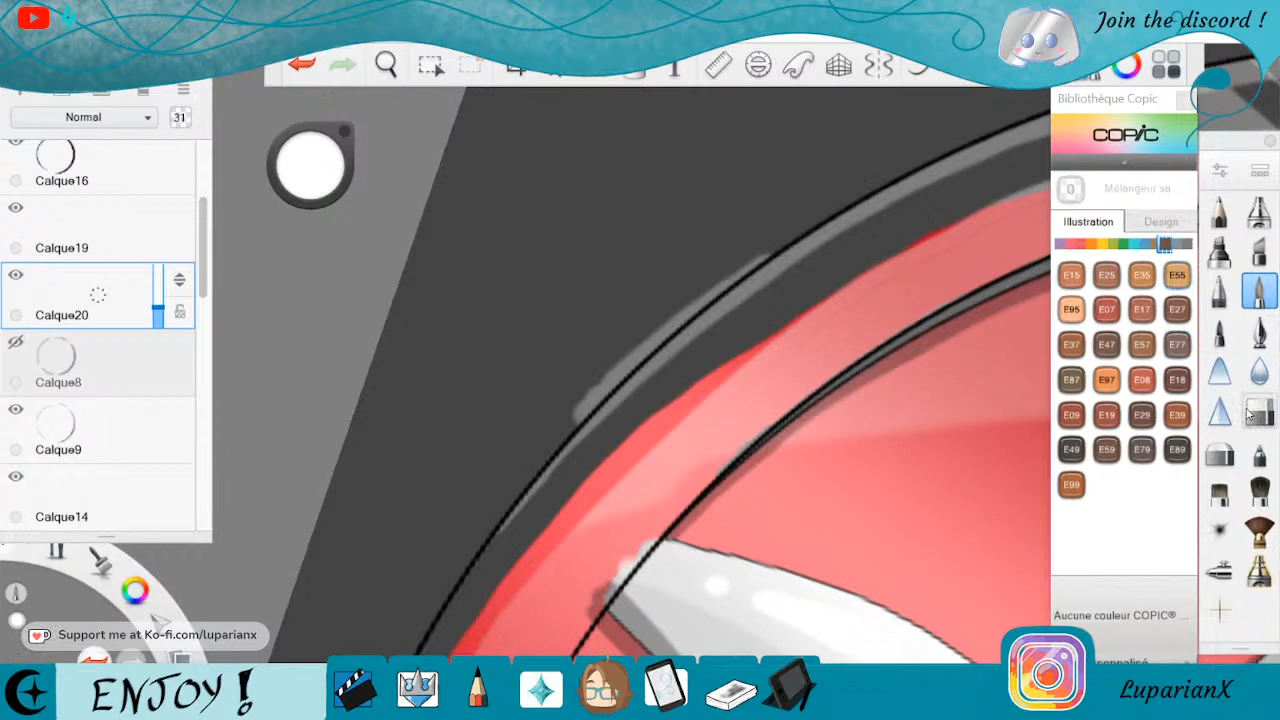 Join the discord !
Normal
31
Calque16
Calque19
Calque20
Calque8
Calque9
Calque14
Bibliothèque Copic
COPIC
0
Mélangeur sa...
Illustration
Design
E15 E25 E35 E55
E95 E07 E17 E27
E37 E47 E57 E77
E87 E97 E08 E18
E09 E19 E29 E39
E49 E59 E79 E89
E99
Aucune couleur COPIC® ...
Support me at Ko-fi.com/luparianx
ENJOY !
LuparianX